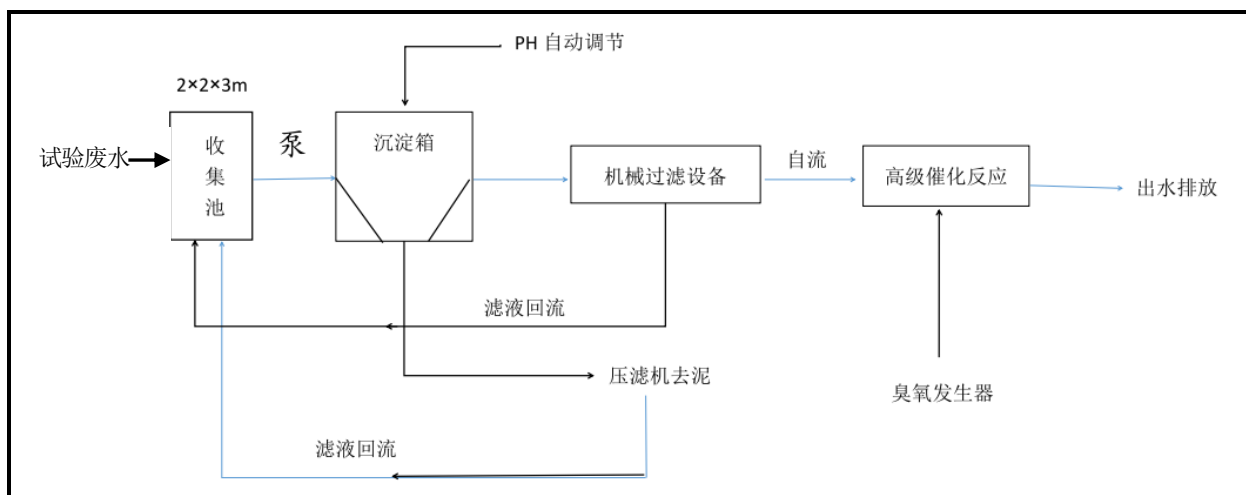 PH 自动调节
2×2×3m
试验废水
收
集
池
泵
沉淀箱
机械过滤设备
自流
高级催化反应
出水排放
滤液回流
压滤机去泥
臭氧发生器
滤液回流